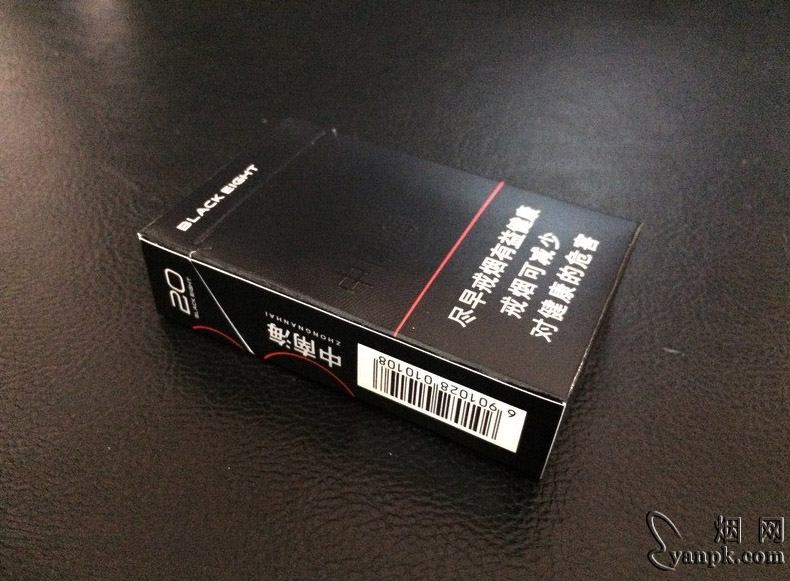 BLACK EIGHT
尽早戒烟有益健康
戒烟可减少
对健康的危害
20
BLACK EIGHT
中南海
ZHONGNANHAI
6 901028 010108
烟网
yanpk.com